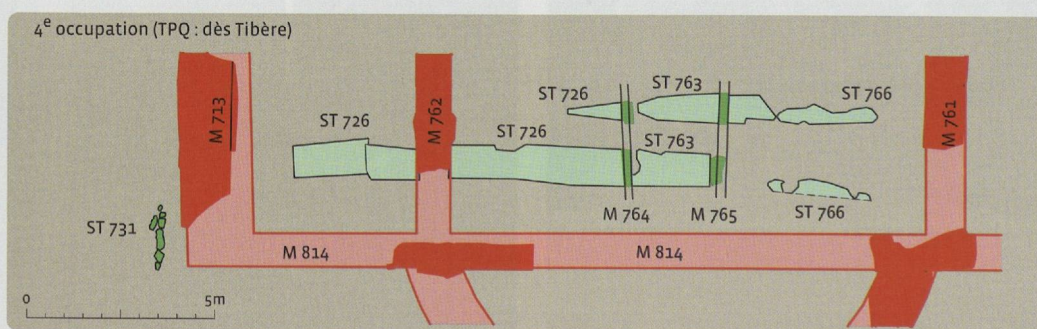 4e occupation (TPQ : dès Tibère)
M 713
M 762
ST 726
ST 763
ST 766
M 761
ST 726
ST 726
ST 763
ST 731
M 764
M 765
ST 766
M 814
M 814
0
5m